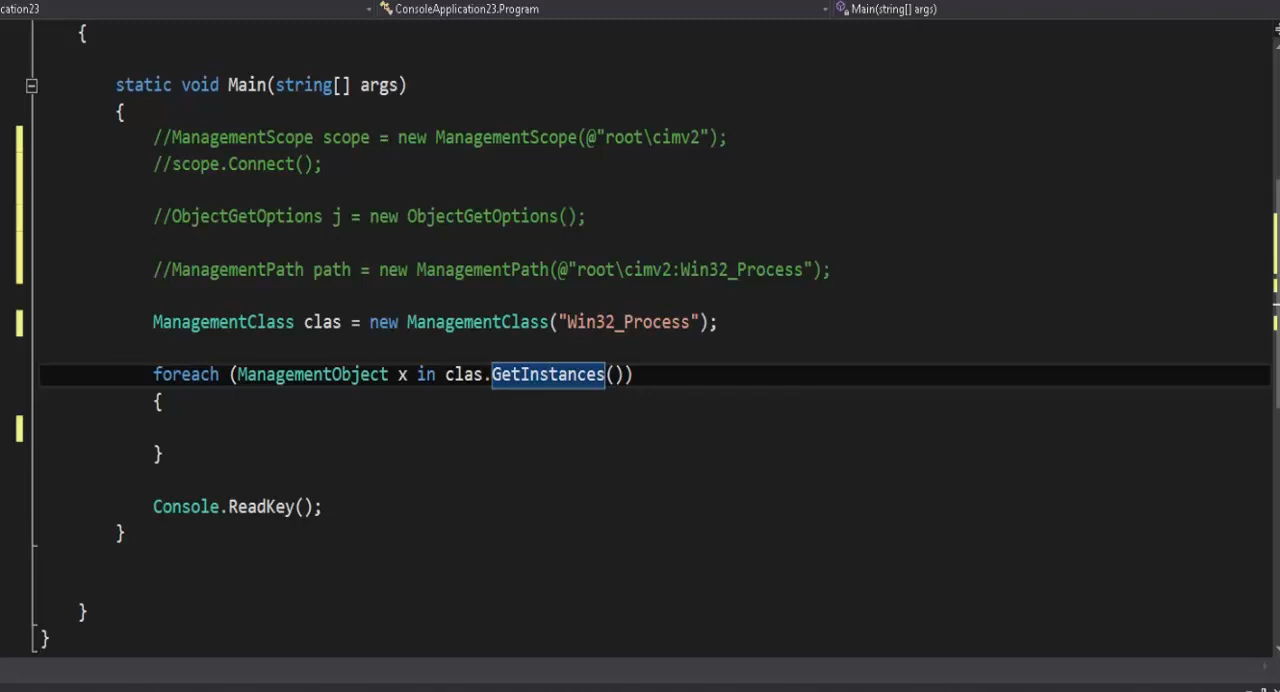 cation23 ConsoleApplication23.Program Main(string[] args)
{
static void Main(string[] args)
{
//ManagementScope scope = new ManagementScope(@"root\cimv2");
//scope.Connect();
//ObjectGetOptions j = new ObjectGetOptions();
//ManagementPath path = new ManagementPath(@"root\cimv2:Win32_Process");
ManagementClass clas = new ManagementClass("Win32_Process");
foreach (ManagementObject x in clas.GetInstances())
{
}
Console.ReadKey();
}
}
}